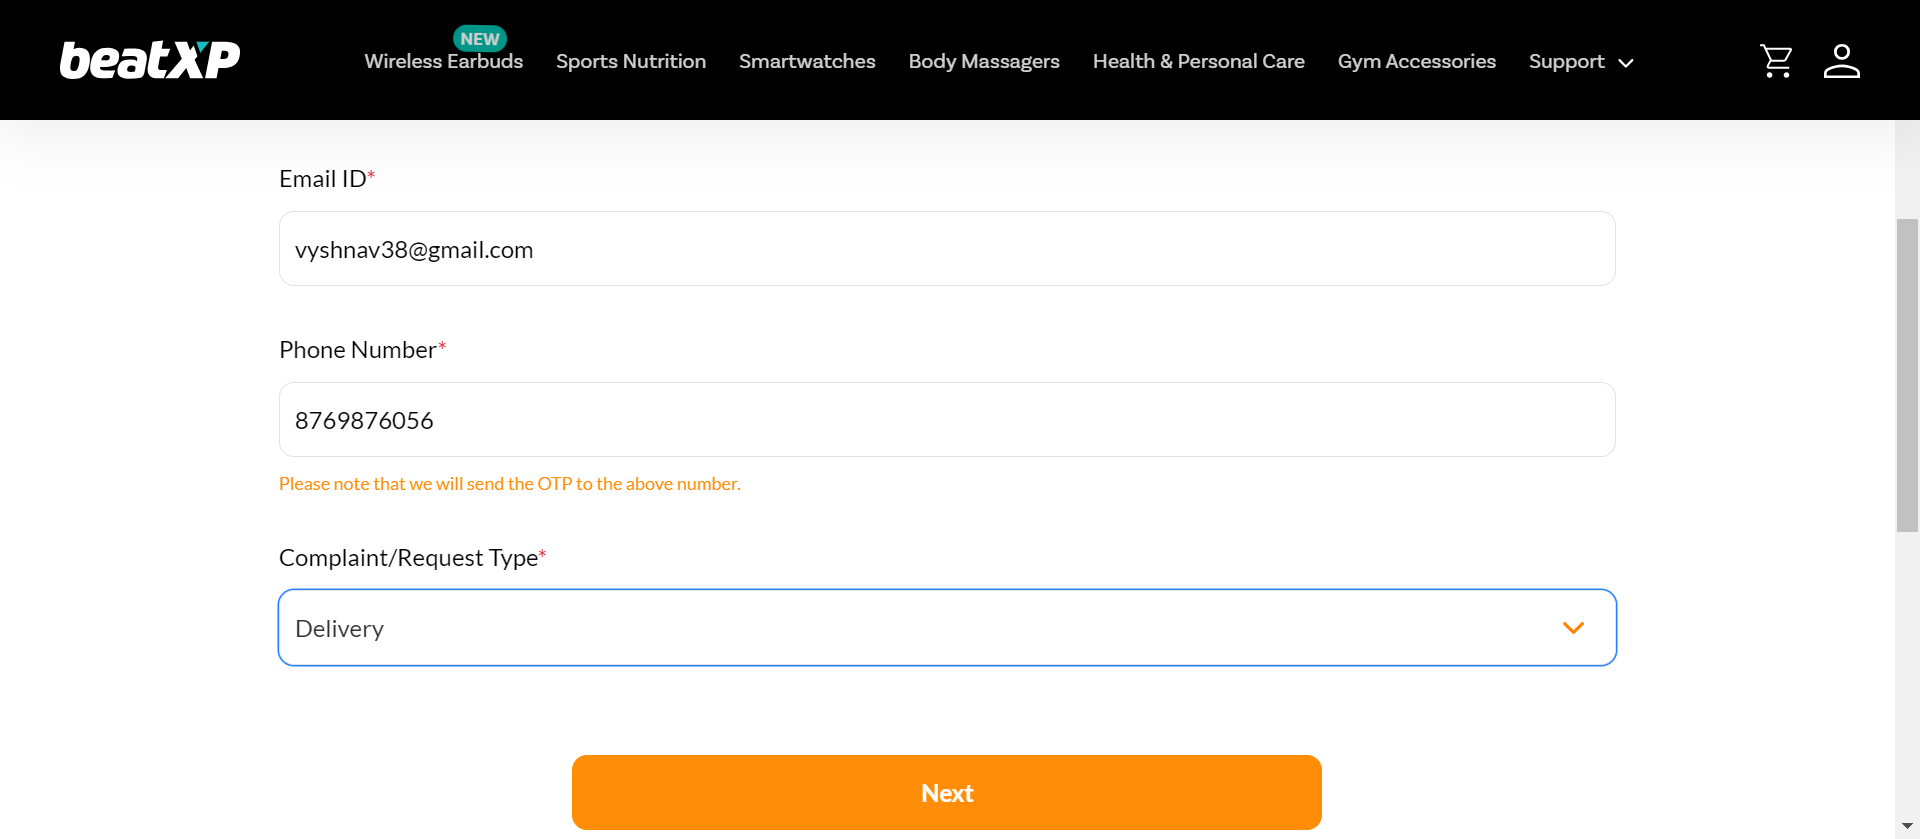 beatXP
NEW
Wireless Earbuds Sports Nutrition Smartwatches Body Massagers Health & Personal Care Gym Accessories Support
Email ID*
vyshnav38@gmail.com
Phone Number*
8769876056
Please note that we will send the OTP to the above number.
Complaint/Request Type*
Delivery
Next